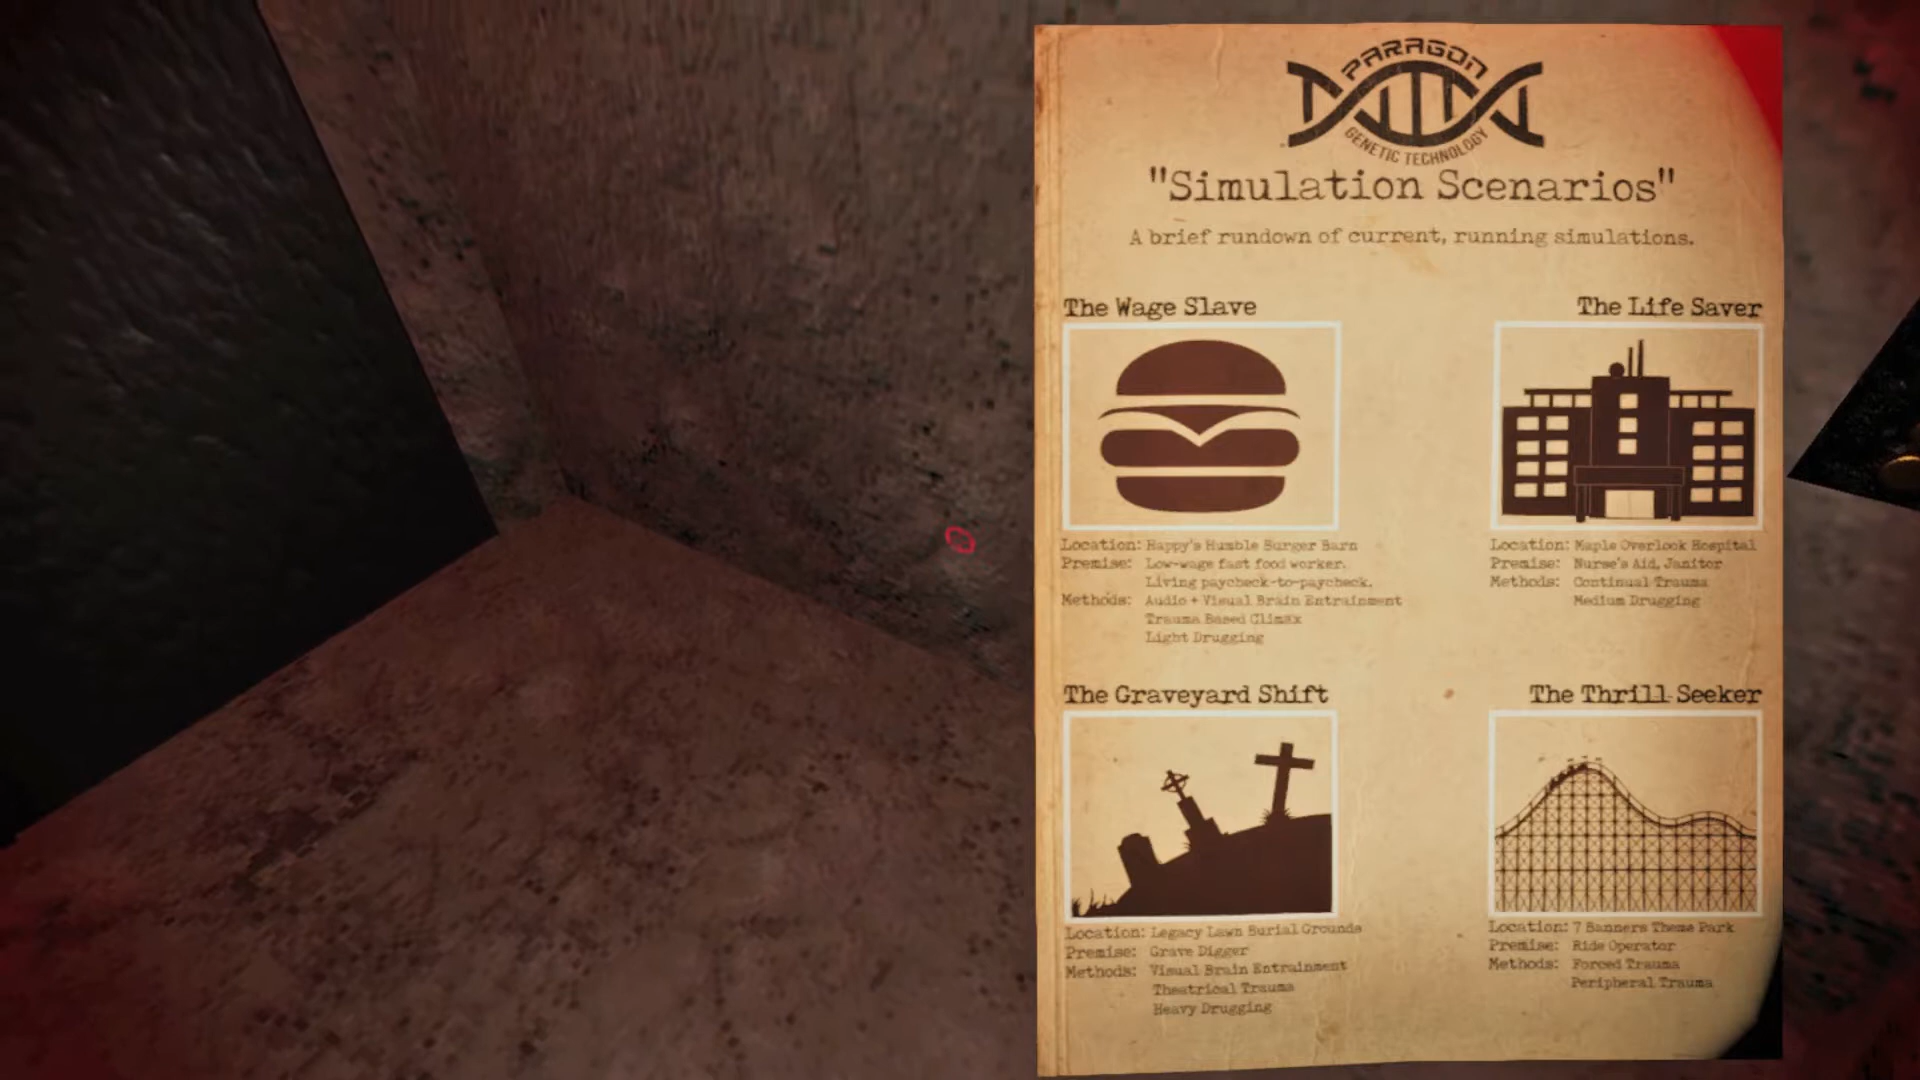 PARAGON
GENETIC TECHNOLOGY
"Simulation Scenarios"
A brief rundown of current, running simulations.
The Wage Slave
Location: Happy's Humble Burger Barn
Premise: Low-wage fast food worker.
Living paycheck-to-paycheck.
Methods: Audio + Visual Brain Entrainment
Trauma Based Climax
Light Drugging
The Life Saver
Location: Maple Overlook Hospital
Premise: Nurse's Aid, Janitor
Methods: Continual Trauma
Medium Drugging
The Graveyard Shift
Location: Legacy Lawn Burial Grounds
Premise: Grave Digger
Methods: Visual Brain Entrainment
Theatrical Trauma
Heavy Drugging
The Thrill Seeker
Location: 7 Banners Theme Park
Premise: Ride Operator
Methods: Forced Trauma
Peripheral Trauma